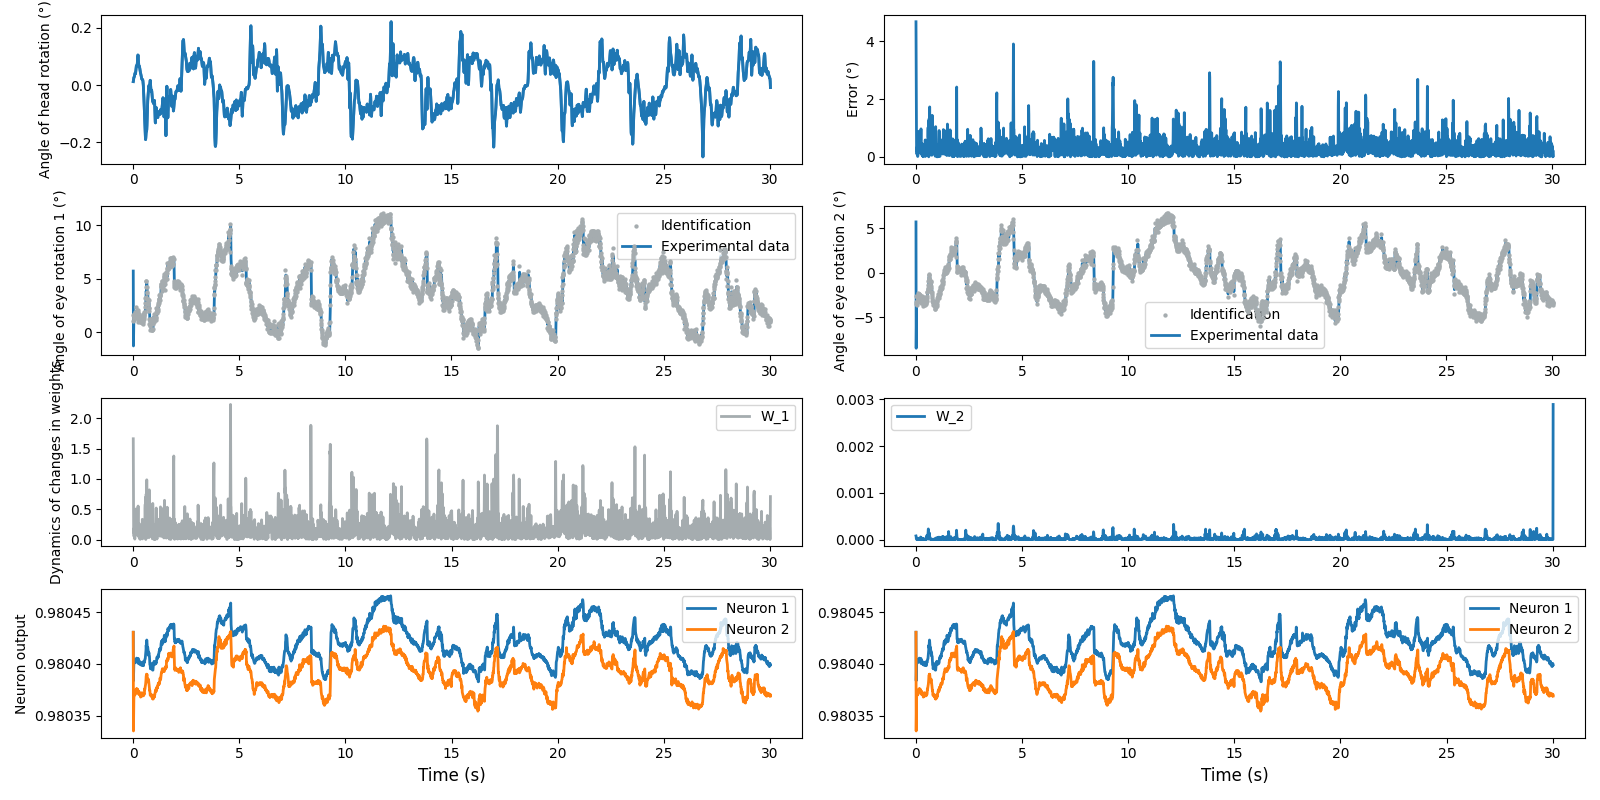 Angle of head rotation (°)
0.2
0.0
−0.2
0 5 10 15 20 25 30
Error (°)
4
2
0
0 5 10 15 20 25 30
Angle of eye rotation 1 (°)
10
5
0
Identification
Experimental data
0 5 10 15 20 25 30
Angle of eye rotation 2 (°)
5
0
−5
Identification
Experimental data
0 5 10 15 20 25 30
Dynamics of changes in weights
2.0
1.5
1.0
0.5
0.0
W_1
0 5 10 15 20 25 30
0.003
0.002
0.001
0.000
W_2
0 5 10 15 20 25 30
Neuron output
0.98045
0.98040
0.98035
Neuron 1
Neuron 2
0 5 10 15 20 25 30
Time (s)
0.98045
0.98040
0.98035
Neuron 1
Neuron 2
0 5 10 15 20 25 30
Time (s)